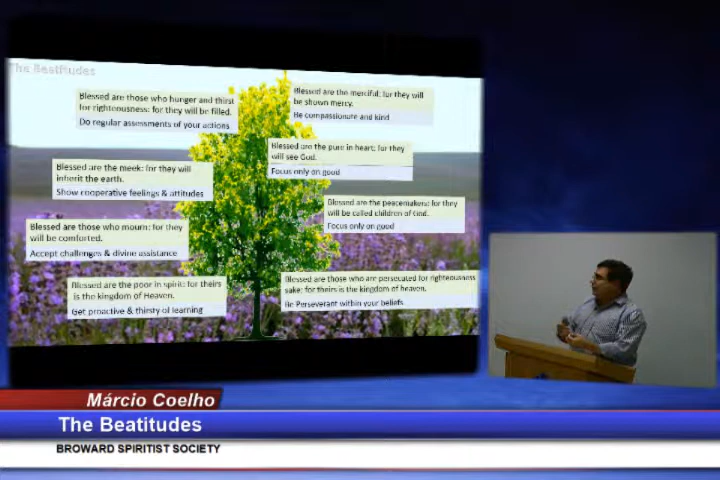 The Beatitudes
Blessed are those who hunger and thirst
for righteousness: for they will be filled.
Do regular assessments of your actions
Blessed are the merciful: for they will
be shown mercy.
Be compassionate and kind
Blessed are the pure in heart: for they
will see God.
Focus only on good
Blessed are the meek: for they will
inherit the earth.
Show cooperative feelings & attitudes
Blessed are the peacemakers: for they
will be called children of God.
Focus only on good
Blessed are those who mourn: for they
will be comforted.
Accept challenges & divine assistance
Blessed are the poor in spirit: for theirs
is the kingdom of Heaven.
Get proactive & thirsty of learning
Blessed are those who are persecuted for righteousness
sake: for theirs is the kingdom of heaven.
Be Perseverant within your beliefs
Márcio Coelho
The Beatitudes
BROWARD SPIRITIST SOCIETY